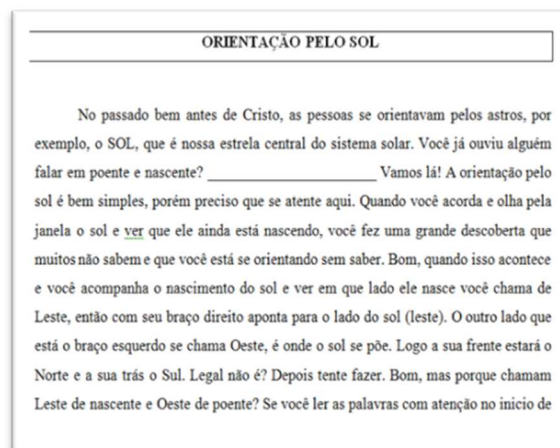 ORIENTAÇÃO PELO SOL
No passado bem antes de Cristo, as pessoas se orientavam pelos astros, por
exemplo, o SOL, que é nossa estrela central do sistema solar. Você já ouviu alguém
falar em poente e nascente? ______________________ Vamos lá! A orientação pelo
sol é bem simples, porém preciso que se atente aqui. Quando você acorda e olha pela
janela o sol e ver que ele ainda está nascendo, você fez uma grande descoberta que
muitos não sabem e que você está se orientando sem saber. Bom, quando isso acontece
e você acompanha o nascimento do sol e ver em que lado ele nasce você chama de
Leste, então com seu braço direito aponta para o lado do sol (leste). O outro lado que
está o braço esquerdo se chama Oeste, é onde o sol se põe. Logo a sua frente estará o
Norte e a sua trás o Sul. Legal não é? Depois tente fazer. Bom, mas porque chamam
Leste de nascente e Oeste de poente? Se você ler as palavras com atenção no inicio de